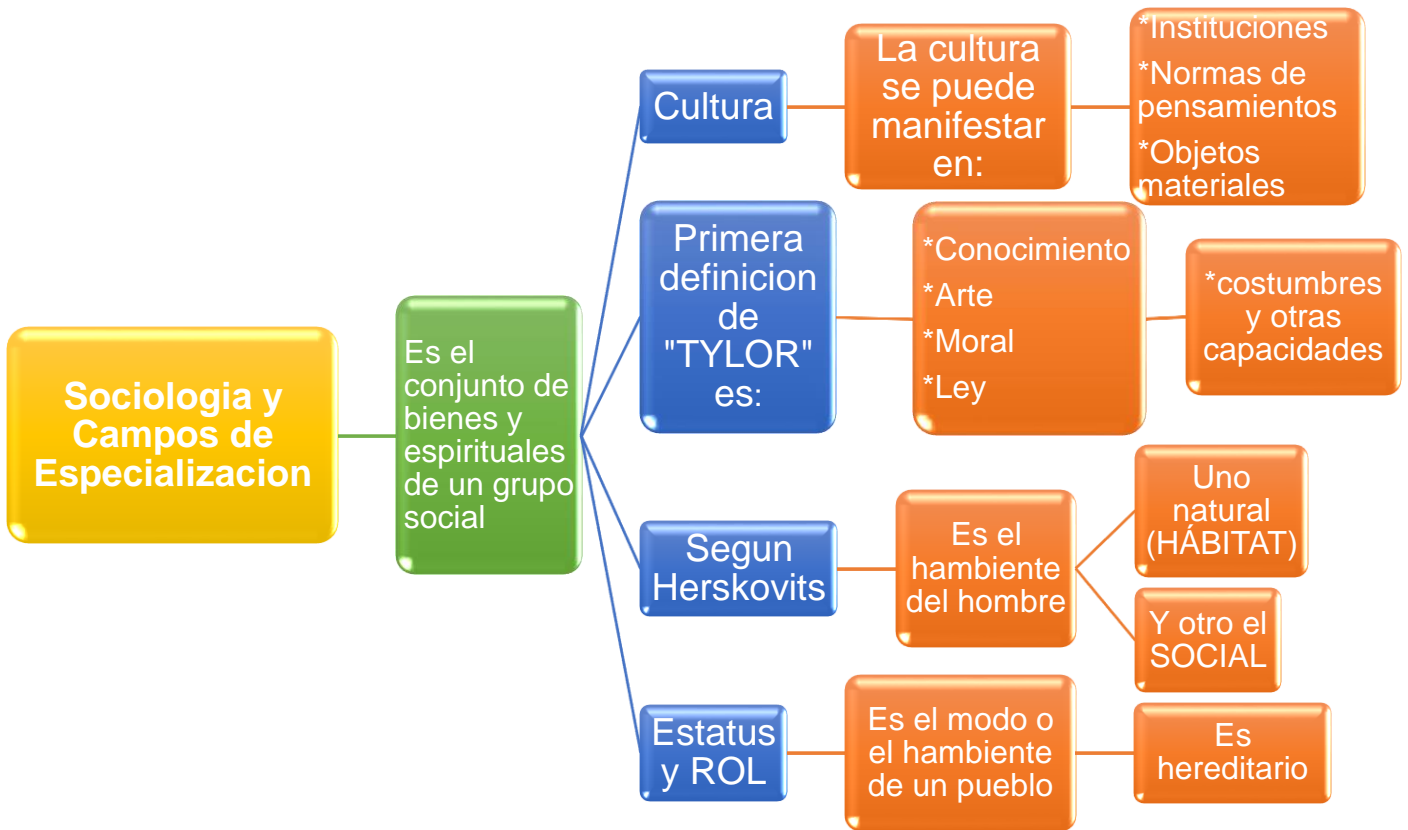 Sociologia y
Campos de
Especializacion
Es el
conjunto de
bienes y
espirituales
de un grupo
social
Cultura
La cultura
se puede
manifestar
en:
*Instituciones
*Normas de
pensamientos
*Objetos
materiales
Primera
definicion
de
"TYLOR"
es:
*Conocimiento
*Arte
*Moral
*Ley
*costumbres
y otras
capacidades
Segun
Herskovits
Es el
hambiente
del hombre
Uno
natural
(HÁBITAT)
Y otro el
SOCIAL
Estatus
y ROL
Es el modo o
el hambiente
de un pueblo
Es
hereditario